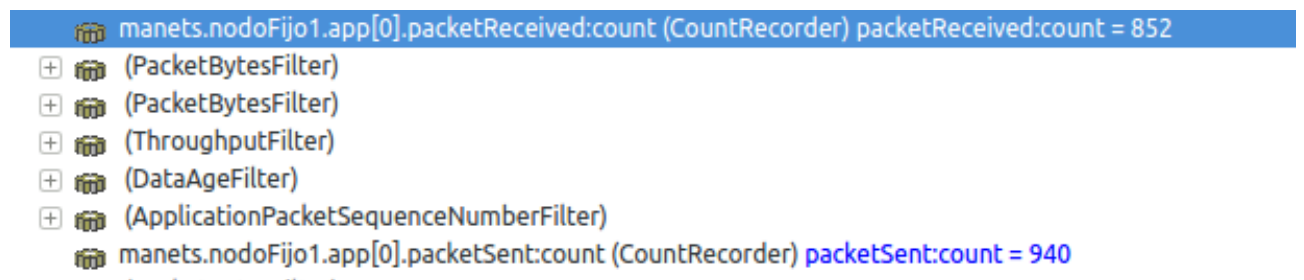 manets.nodoFijo1.app[0].packetReceived:count (CountRecorder) packetReceived:count = 852
(PacketBytesFilter)
(PacketBytesFilter)
(ThroughputFilter)
(DataAgeFilter)
(ApplicationPacketSequenceNumberFilter)
manets.nodoFijo1.app[0].packetSent:count (CountRecorder) packetSent:count = 940